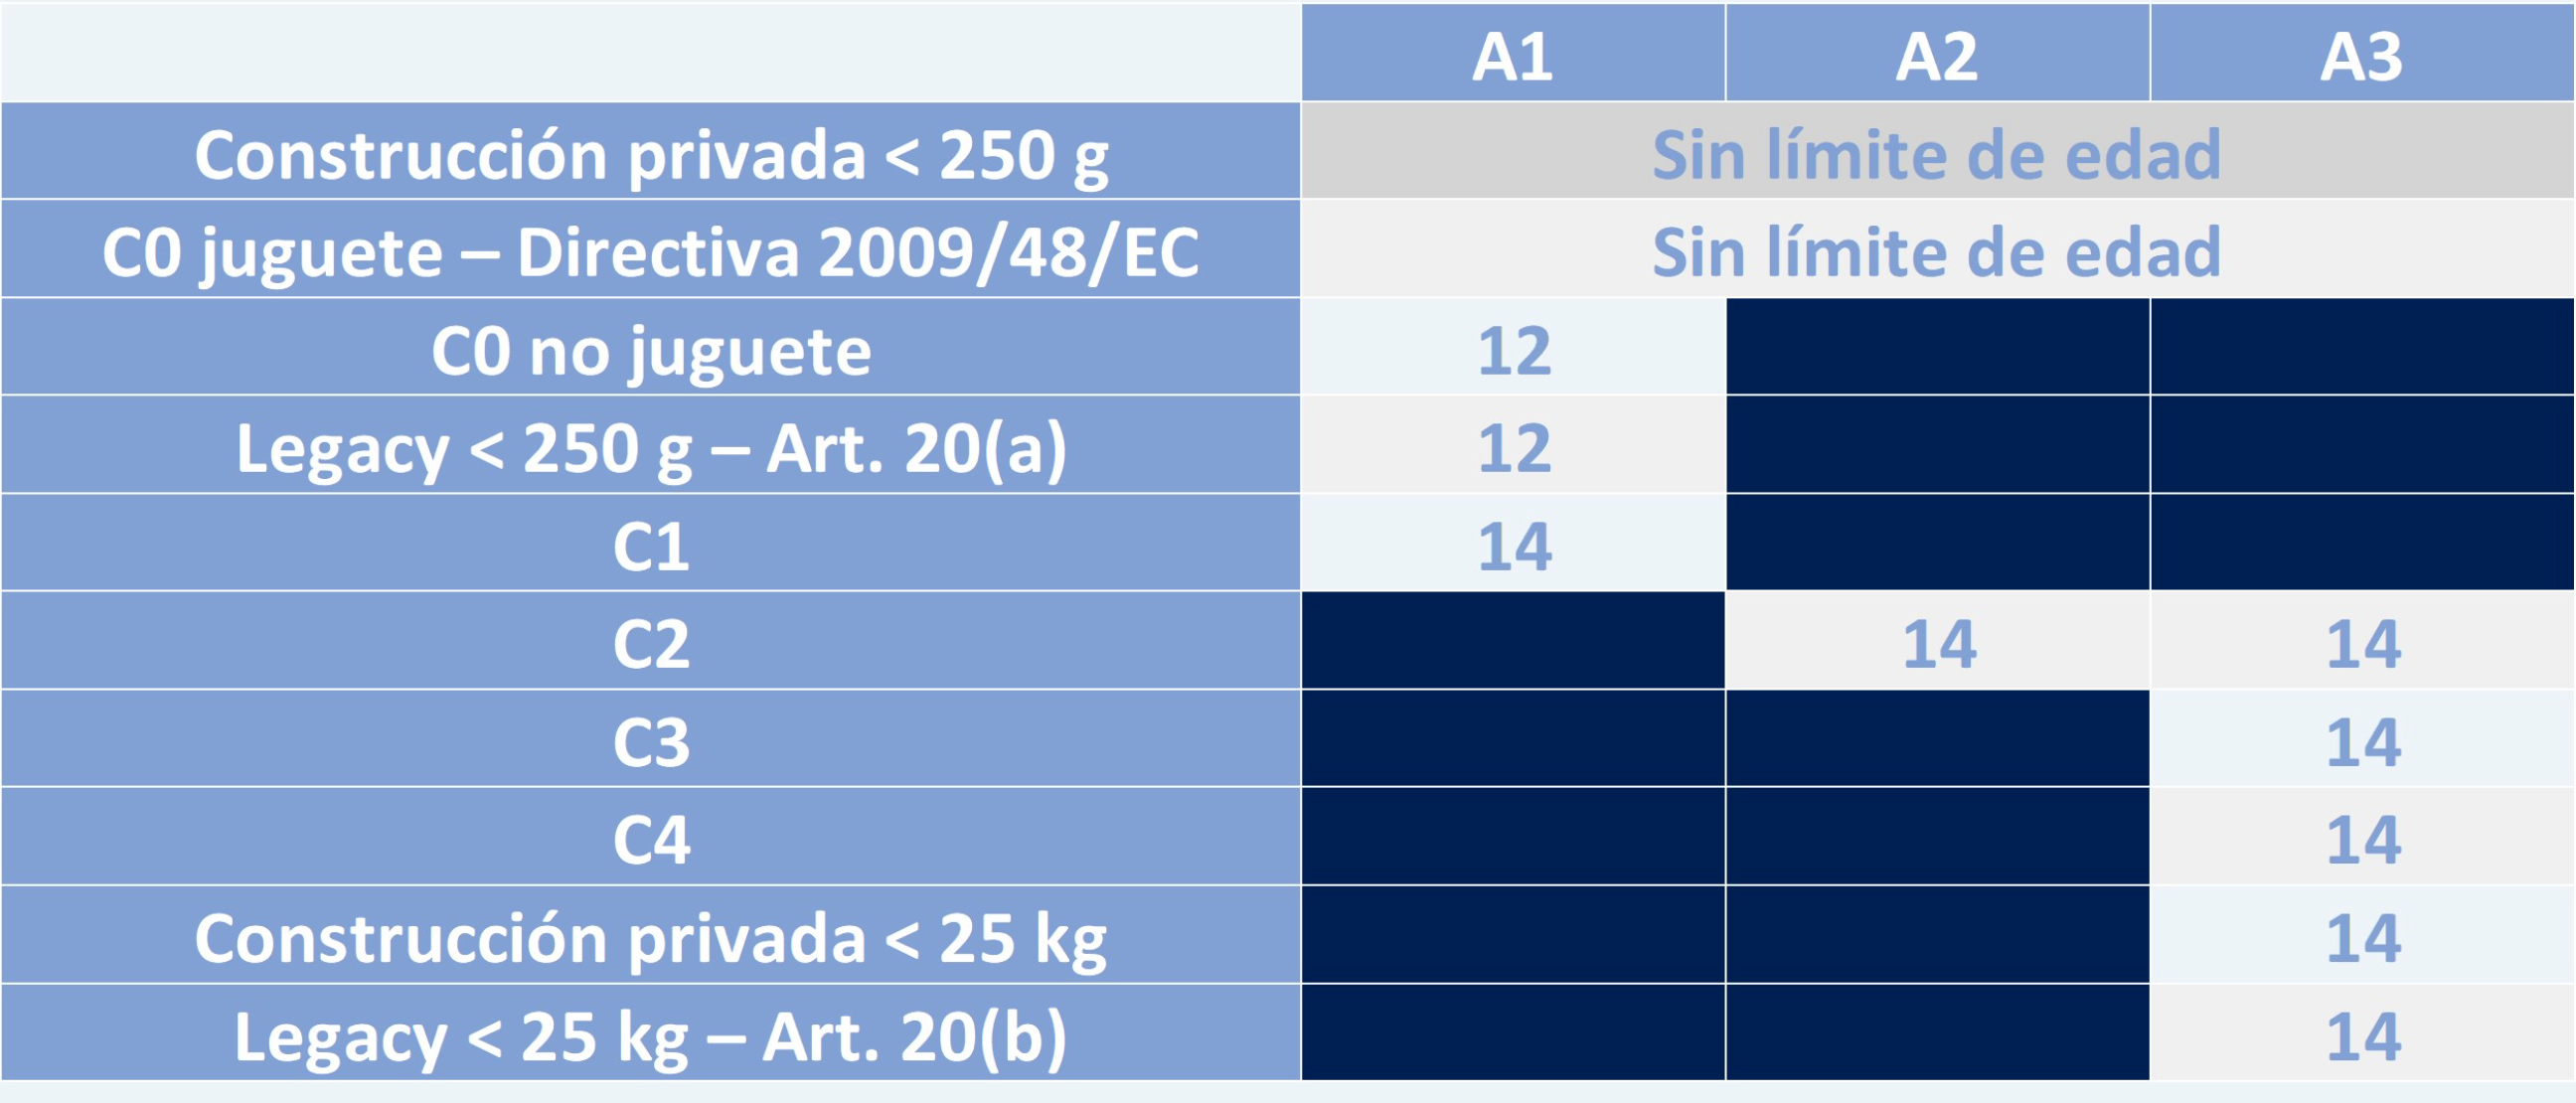 A1 A2 A3
Construcción privada < 250 g Sin límite de edad
C0 juguete – Directiva 2009/48/EC Sin límite de edad
C0 no juguete 12
Legacy < 250 g – Art. 20(a) 12
C1 14
C2 14 14
C3 14
C4 14
Construcción privada < 25 kg 14
Legacy < 25 kg – Art. 20(b) 14